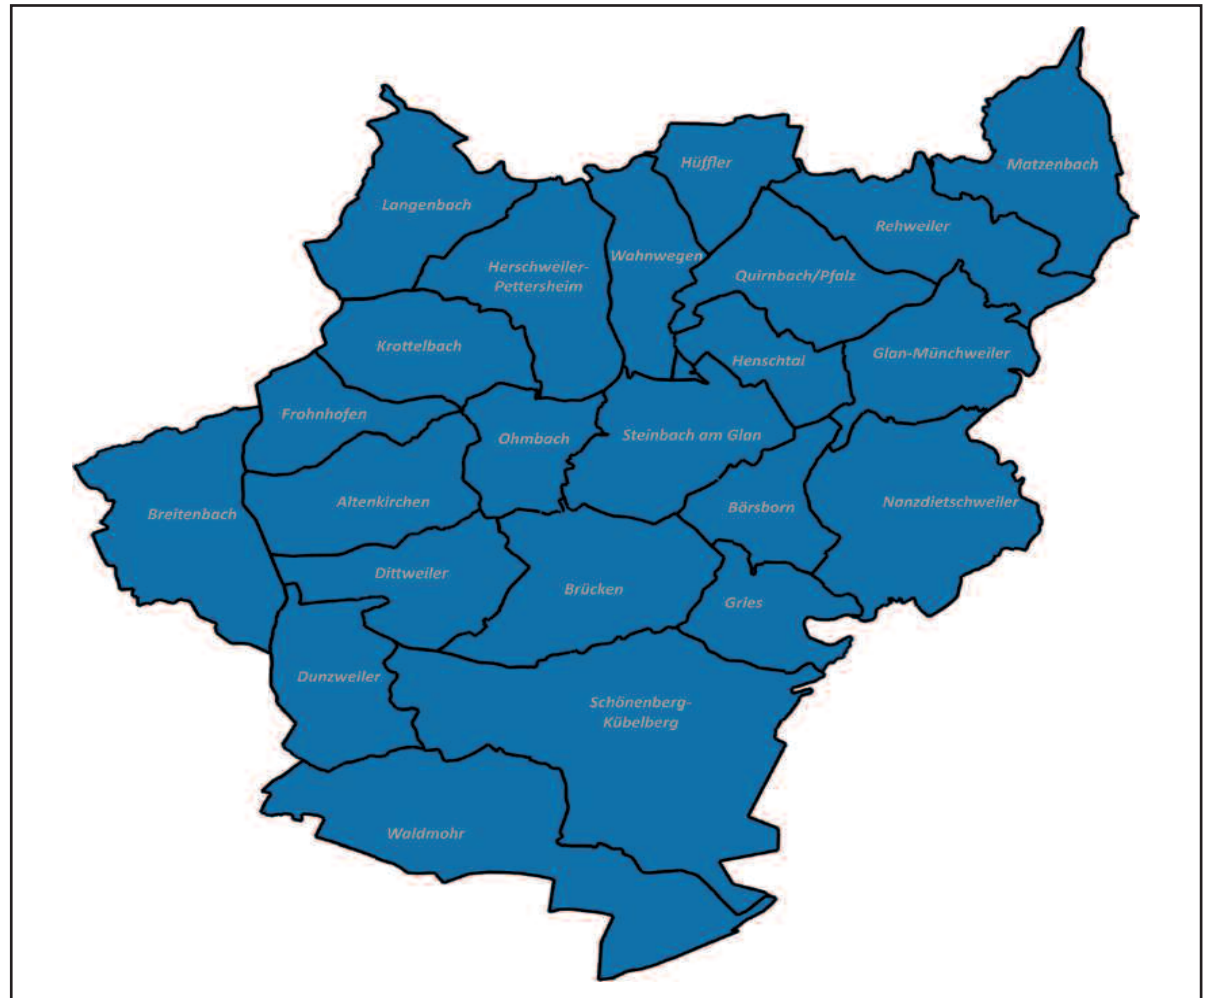 Hüffler
Matzenbach
Langenbach
Rehweiler
Wahnwegen
Herschweiler-
Pettersheim
Quirnbach/Pfalz
Krottelbach
Henschtal
Glan-Münchweiler
Frohnhofen
Ohmbach
Steinbach am Glan
Altenkirchen
Breitenbach
Börsborn
Nanzdietschweiler
Dittweiler
Brücken
Gries
Dunzweiler
Schönenberg-
Kübelberg
Waldmohr